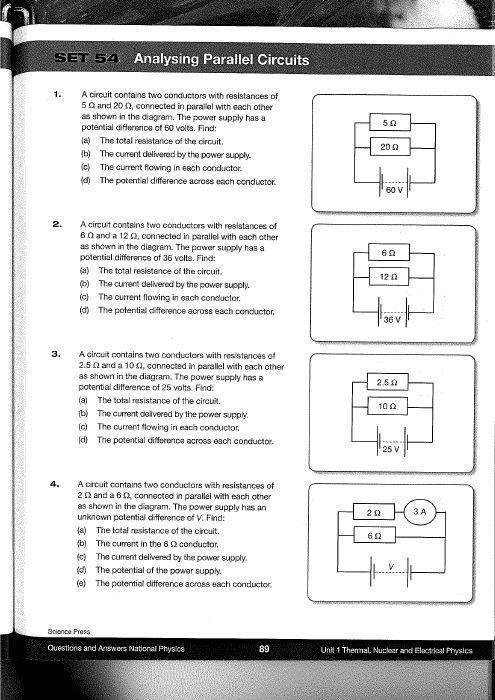 SET 54 Analysing Parallel Circuits
1. A circuit contains two conductors with resistances of
5 Ω and 20 Ω, connected in parallel with each other
as shown in the diagram. The power supply has a
potential difference of 60 volts. Find:
(a) The total resistance of the circuit.
(b) The current delivered by the power supply.
(c) The current flowing in each conductor.
(d) The potential difference across each conductor.
5 Ω
20 Ω
60 V
2. A circuit contains two conductors with resistances of
6 Ω and a 12 Ω, connected in parallel with each other
as shown in the diagram. The power supply has a
potential difference of 36 volts. Find:
(a) The total resistance of the circuit.
(b) The current delivered by the power supply.
(c) The current flowing in each conductor.
(d) The potential difference across each conductor.
6 Ω
12 Ω
36 V
3. A circuit contains two conductors with resistances of
2.5 Ω and a 10 Ω, connected in parallel with each other
as shown in the diagram. The power supply has a
potential difference of 25 volts. Find:
(a) The total resistance of the circuit.
(b) The current delivered by the power supply.
(c) The current flowing in each conductor.
(d) The potential difference across each conductor.
2.5 Ω
10 Ω
25 V
4. A circuit contains two conductors with resistances of
2 Ω and a 6 Ω, connected in parallel with each other
as shown in the diagram. The power supply has an
unknown potential difference of V. Find:
(a) The total resistance of the circuit.
(b) The current in the 6 Ω conductor.
(c) The current delivered by the power supply.
(d) The potential of the power supply.
(e) The potential difference across each conductor.
2 Ω
3 A
6 Ω
V
Science Press
Questions and Answers National Physics
89
Unit 1 Thermal, Nuclear and Electrical Physics